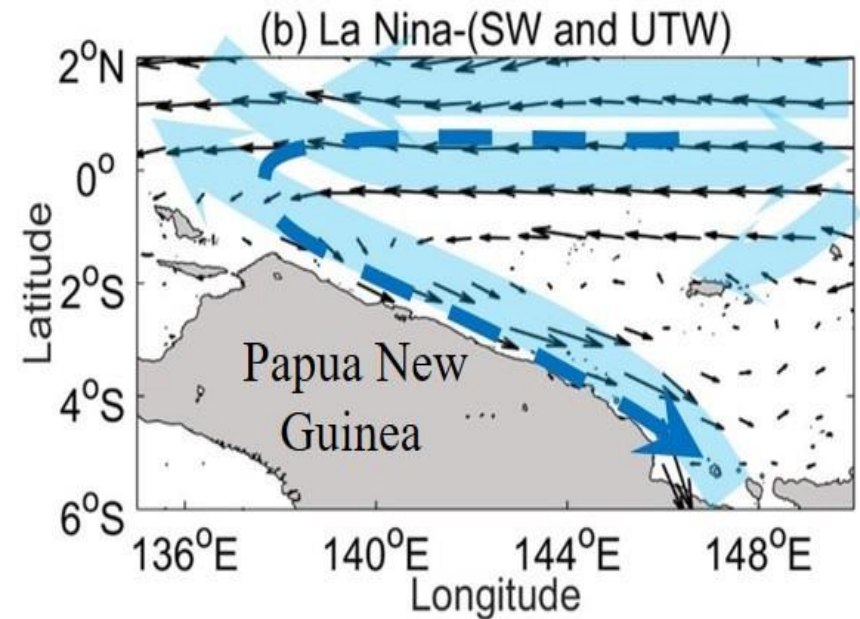 (b) La Nina-(SW and UTW)
2°N
0°
2°S
4°S
6°S
Latitude
Papua New
Guinea
136°E 140°E 144°E 148°E
Longitude